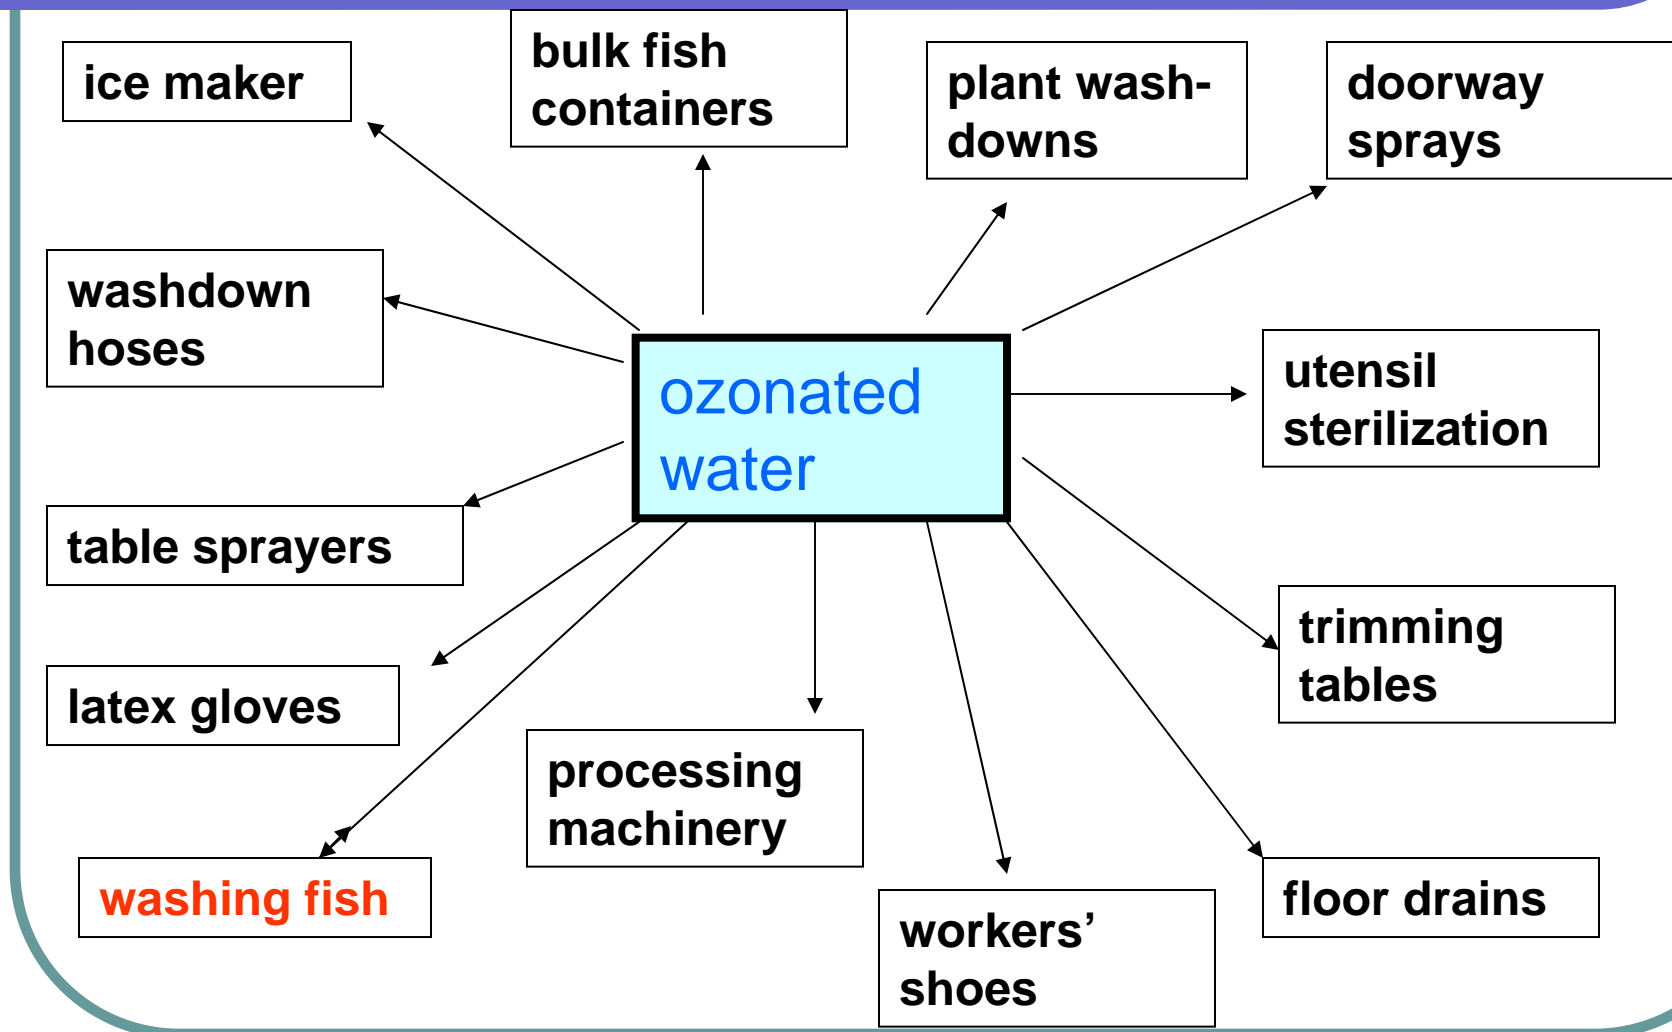 ice maker
bulk fish
containers
plant wash-
downs
doorway
sprays
washdown
hoses
ozonated
water
utensil
sterilization
table sprayers
trimming
tables
latex gloves
processing
machinery
washing fish
workers’
shoes
floor drains